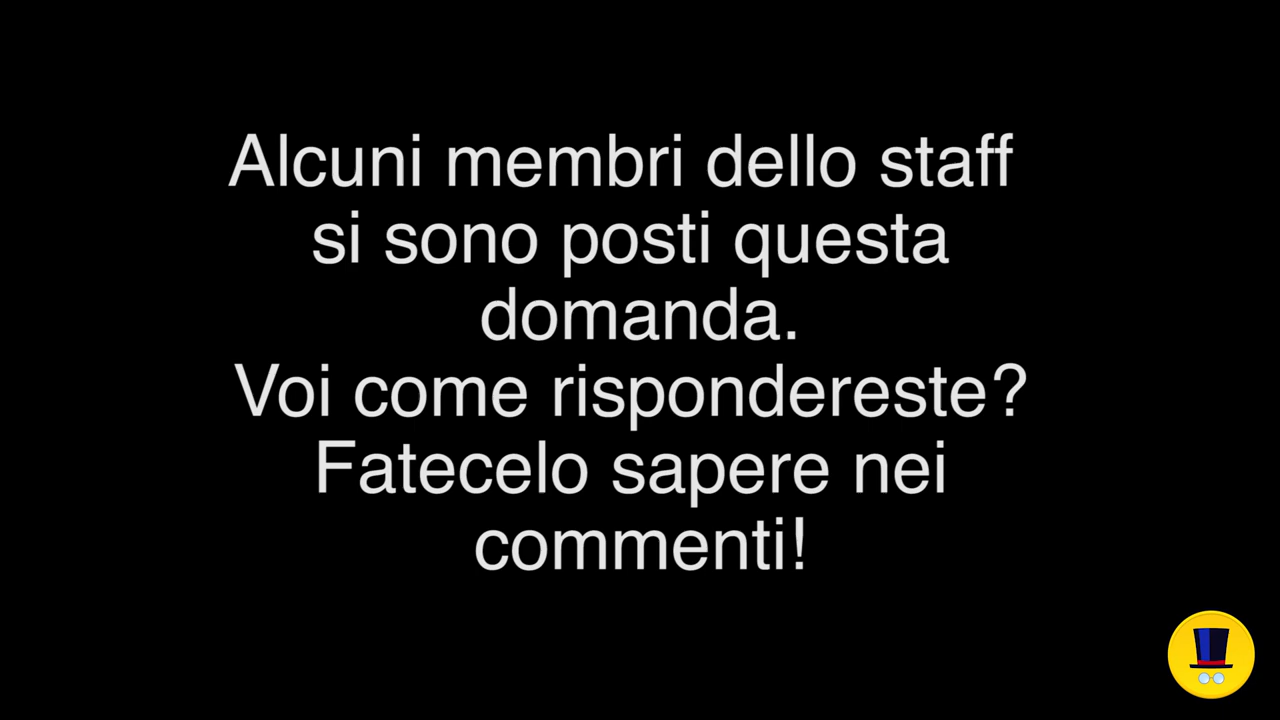 Alcuni membri dello staff
si sono posti questa
domanda.
Voi come rispondereste?
Fatecelo sapere nei
commenti!